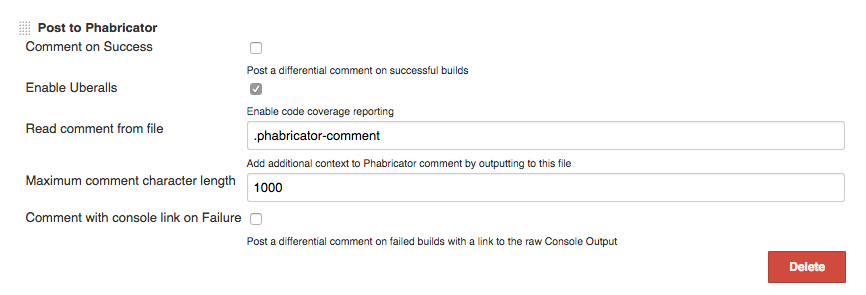 Post to Phabricator
Comment on Success
Post a differential comment on successful builds
Enable Uberalls
Enable code coverage reporting
Read comment from file
.phabricator-comment
Add additional context to Phabricator comment by outputting to this file
Maximum comment character length
1000
Comment with console link on Failure
Post a differential comment on failed builds with a link to the raw Console Output
Delete